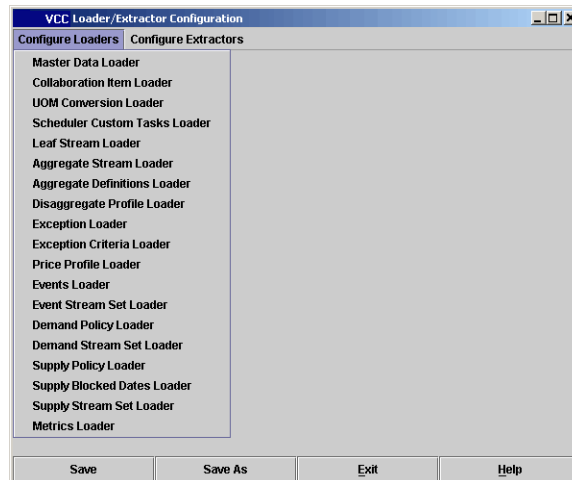 VCC Loader/Extractor Configuration
Configure Loaders Configure Extractors
Master Data Loader
Collaboration Item Loader
UOM Conversion Loader
Scheduler Custom Tasks Loader
Leaf Stream Loader
Aggregate Stream Loader
Aggregate Definitions Loader
Disaggregate Profile Loader
Exception Loader
Exception Criteria Loader
Price Profile Loader
Events Loader
Event Stream Set Loader
Demand Policy Loader
Demand Stream Set Loader
Supply Policy Loader
Supply Blocked Dates Loader
Supply Stream Set Loader
Metrics Loader
Save Save As Exit Help